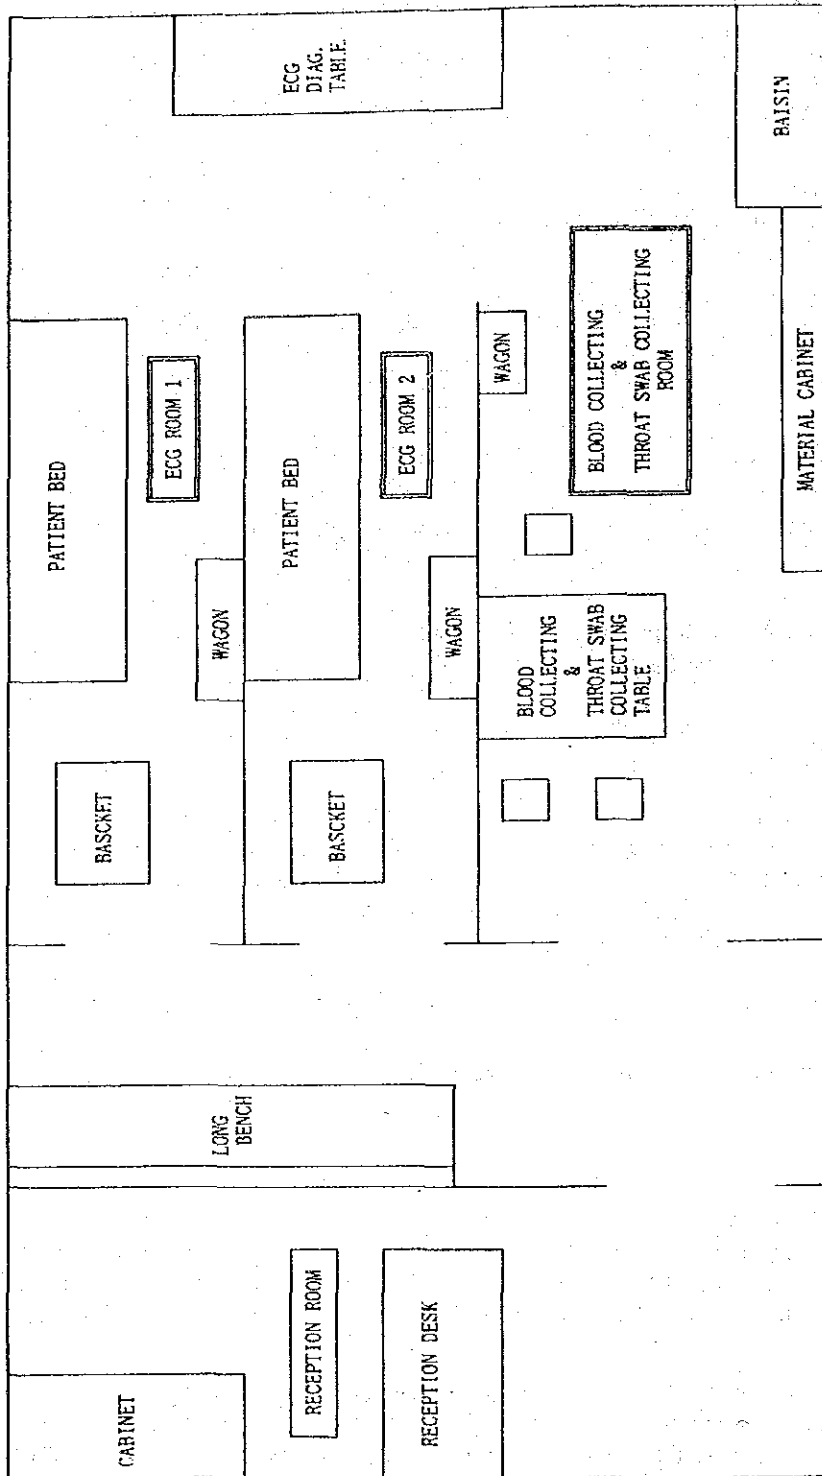 CABINET
RECEPTION ROOM
RECEPTION DESK
LONG
BENCH
BASCKET
BASCKET
PATIENT BED
WAGON
ECG ROOM 1
PATIENT BED
WAGON
ECG ROOM 2
BLOOD
COLLECTING
&
THROAT SWAB
COLLECTING
TABLE
WAGON
BLOOD COLLECTING
&
THROAT SWAB COLLECTING
ROOM
MATERIAL CABINET
ECG
DIAG.
TABLE.
BAISIN